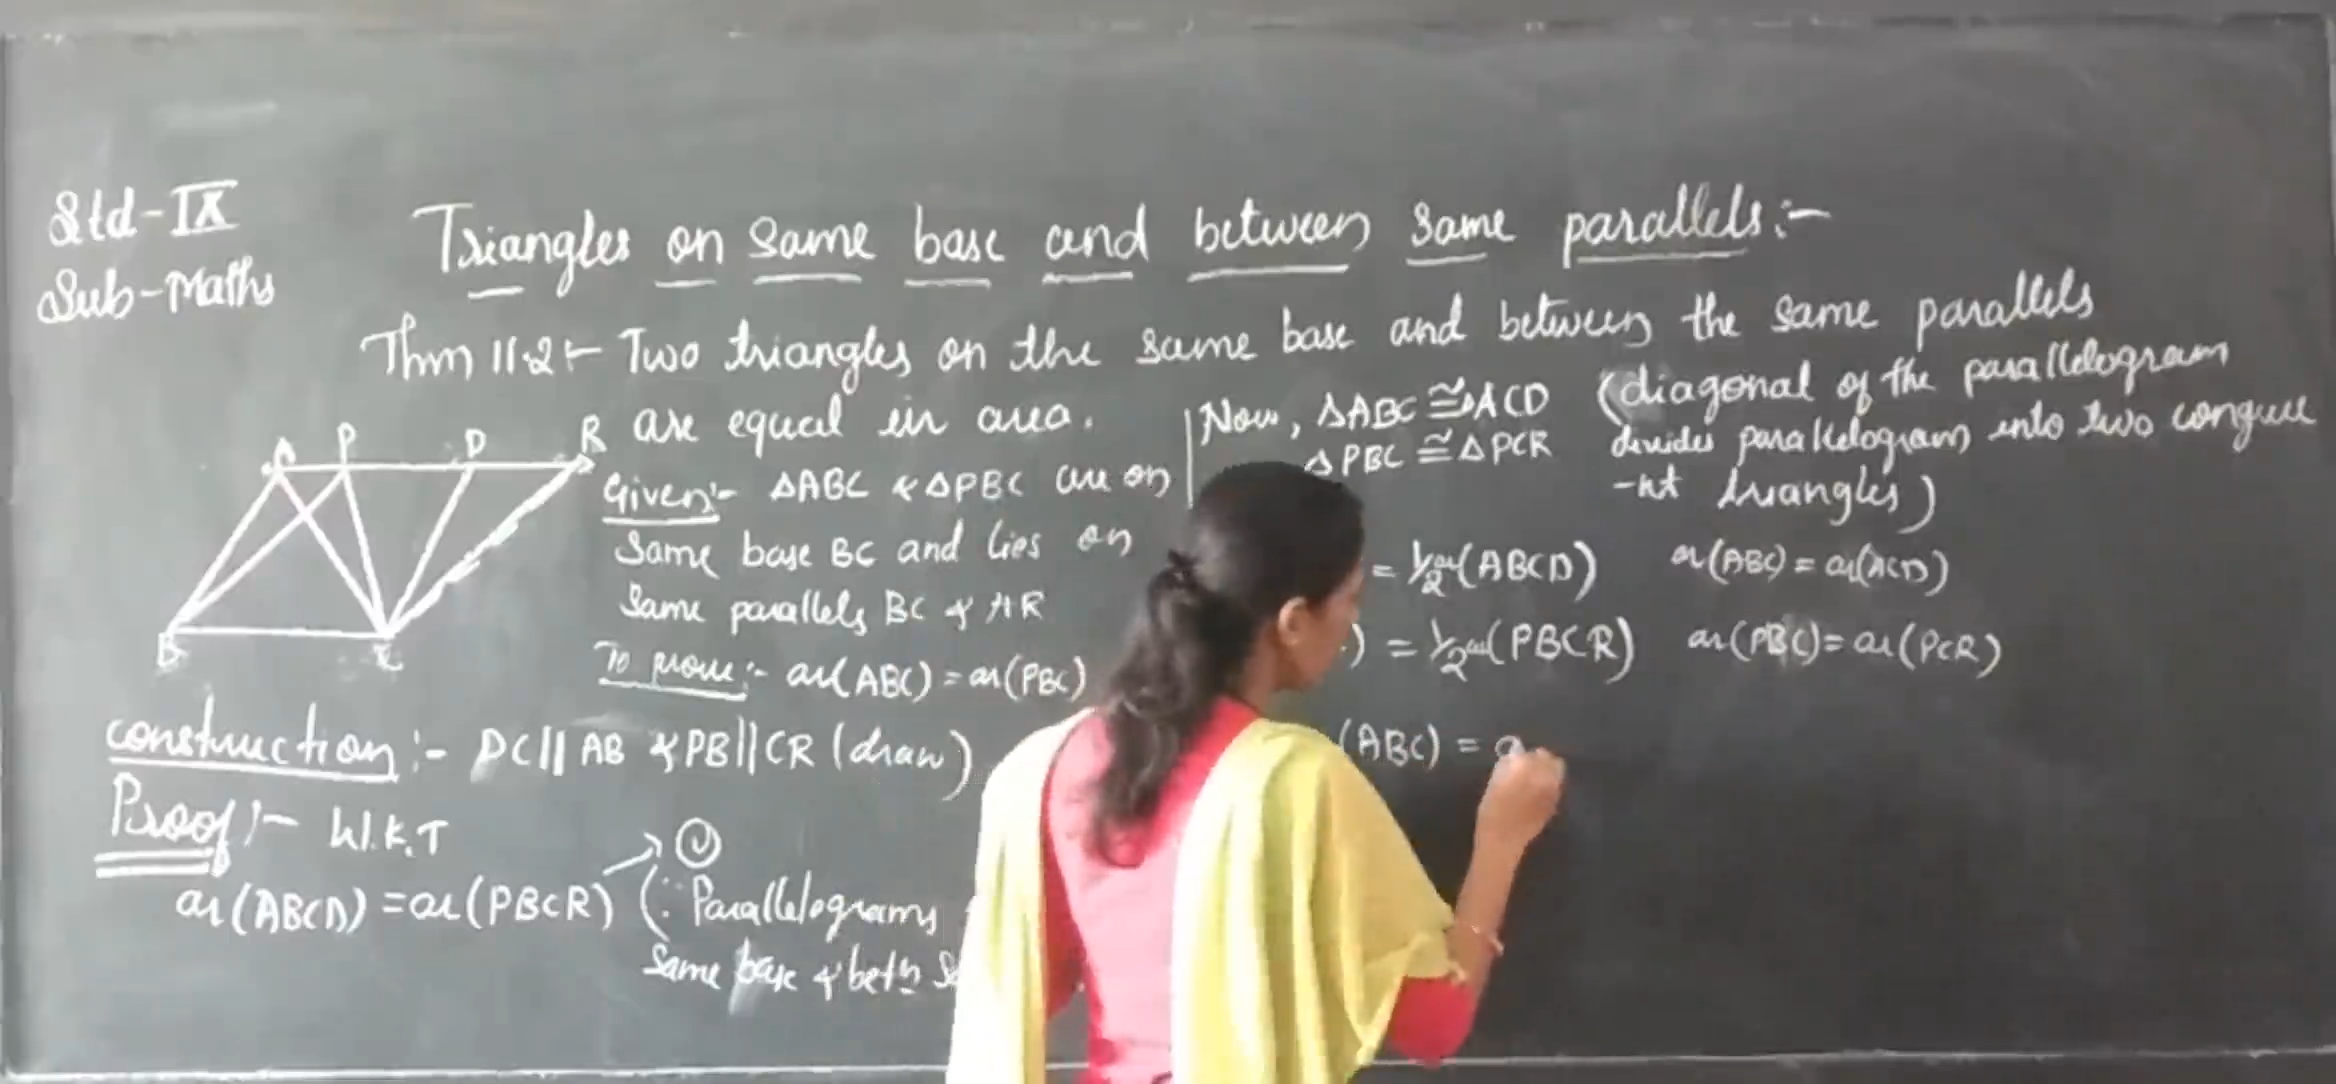 Std-IX
Sub-Maths
Triangles on same base and between same parallels:-
Thm 11.2:- Two triangles on the same base and between the same parallels
are equal in area.
A P D R
B C
Given:- △ABC & △PBC are on
Same base BC and lies on
Same parallels BC & AR
To prove:- ar(ABC) = ar(PBC)
construction:- DC || AB & PB || CR (draw)
Proof:- W.K.T
ar(ABCD) = ar(PBCR) (∵ Parallelograms
Same base & betn
Now, △ABC ≅ △ACD (diagonal of the parallelogram
△PBC ≅ △PCR divides parallelogram into two congrue
-nt triangles)
= 1/2 ar(ABCD) ar(ABC) = ar(ACD)
) = 1/2 ar(PBCR) ar(PBC) = ar(PCR)
(ABC) = a